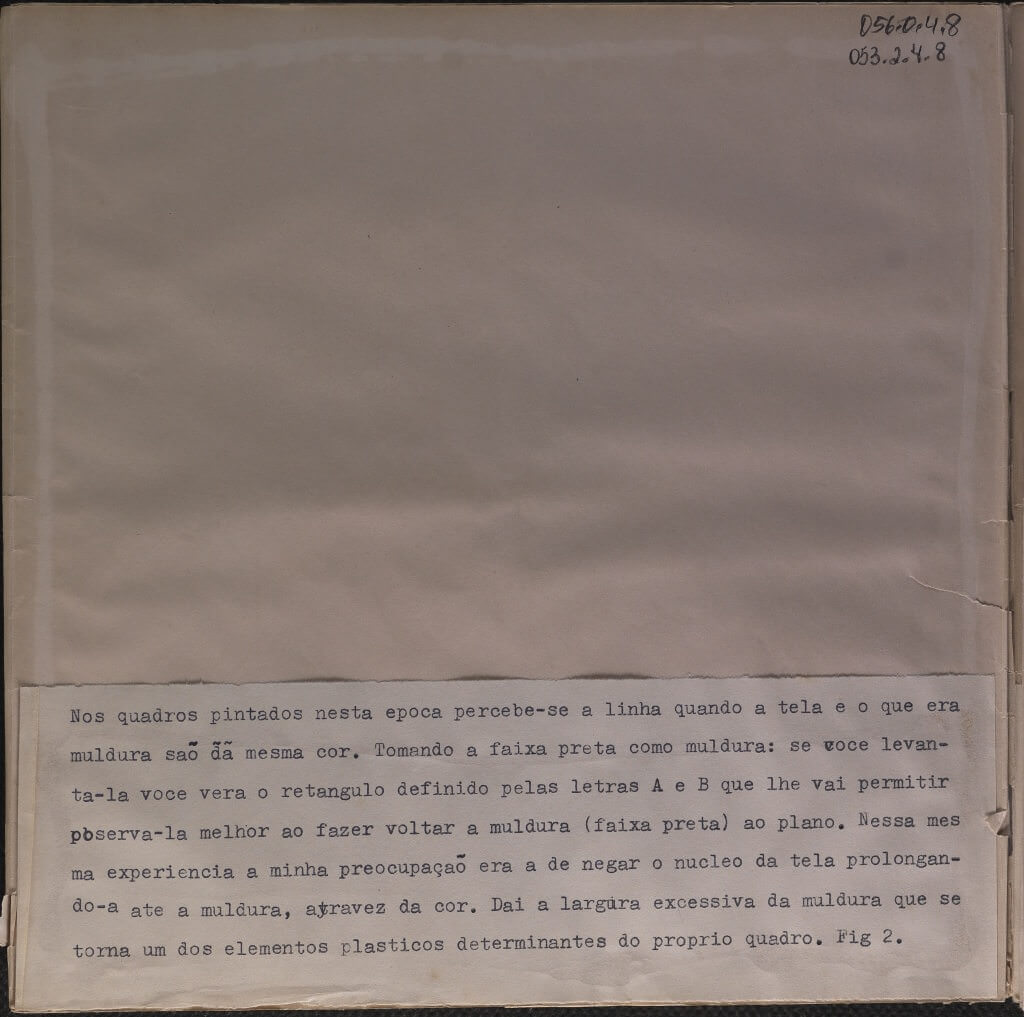 056.0.4.8
053.2.4.8
Nos quadros pintados nesta epoca percebe-se a linha quando a tela e o que era
muldura saõ dã mesma cor. Tomando a faixa preta como muldura: se voce levan-
ta-la voce vera o retangulo definido pelas letras A e B que lhe vai permitir
pbserva-la melhor ao fazer voltar a muldura (faixa preta) ao plano. Nessa mes
ma experiencia a minha preocupaçaõ era a de negar o nucleo da tela prolongan-
do-a ate a muldura, atravez da cor. Dai a largura excessiva da muldura que se
torna um dos elementos plasticos determinantes do proprio quadro. Fig 2.